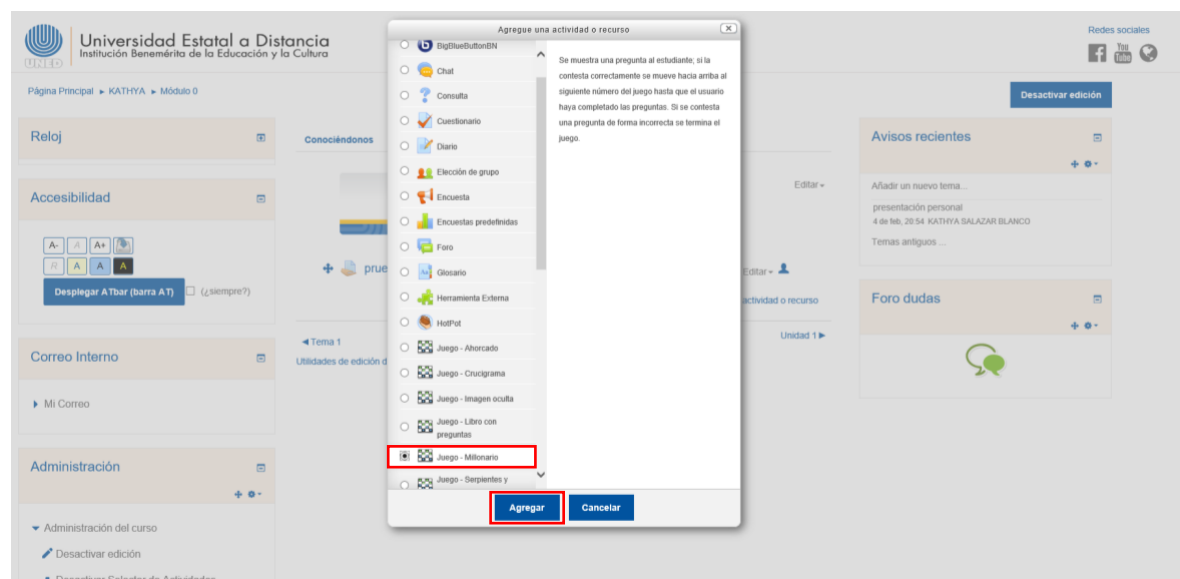 UNED
Universidad Estatal a Distancia
Institución Benemérita de la Educación y la Cultura
Redes sociales
You
Tube
Página Principal ▸ KATHYA ▸ Módulo 0
Desactivar edición
Reloj
Accesibilidad
A-
A
A+
R
A
A
A
Desplegar ATbar (barra AT)
(¿siempre?)
Correo Interno
Mi Correo
Administración
Administración del curso
Desactivar edición
Desactivar Selector de Actividades
Conociéndonos
Editar
prue
Editar
actividad o recurso
Tema 1
Unidad 1
Utilidades de edición d
Agregue una actividad o recurso
BigBlueButtonBN
Chat
Consulta
Cuestionario
Diario
Elección de grupo
Encuesta
Encuestas predefinidas
Foro
Glosario
Herramienta Externa
HotPot
Juego - Ahorcado
Juego - Crucigrama
Juego - Imagen oculta
Juego - Libro con
preguntas
Juego - Millonario
Juego - Serpientes y
Se muestra una pregunta al estudiante; si la
contesta correctamente se mueve hacia arriba al
siguiente número del juego hasta que el usuario
haya completado las preguntas. Si se contesta
una pregunta de forma incorrecta se termina el
juego.
Agregar
Cancelar
Avisos recientes
Añadir un nuevo tema...
presentación personal
4 de feb, 20:54 KATHYA SALAZAR BLANCO
Temas antiguos ...
Foro dudas